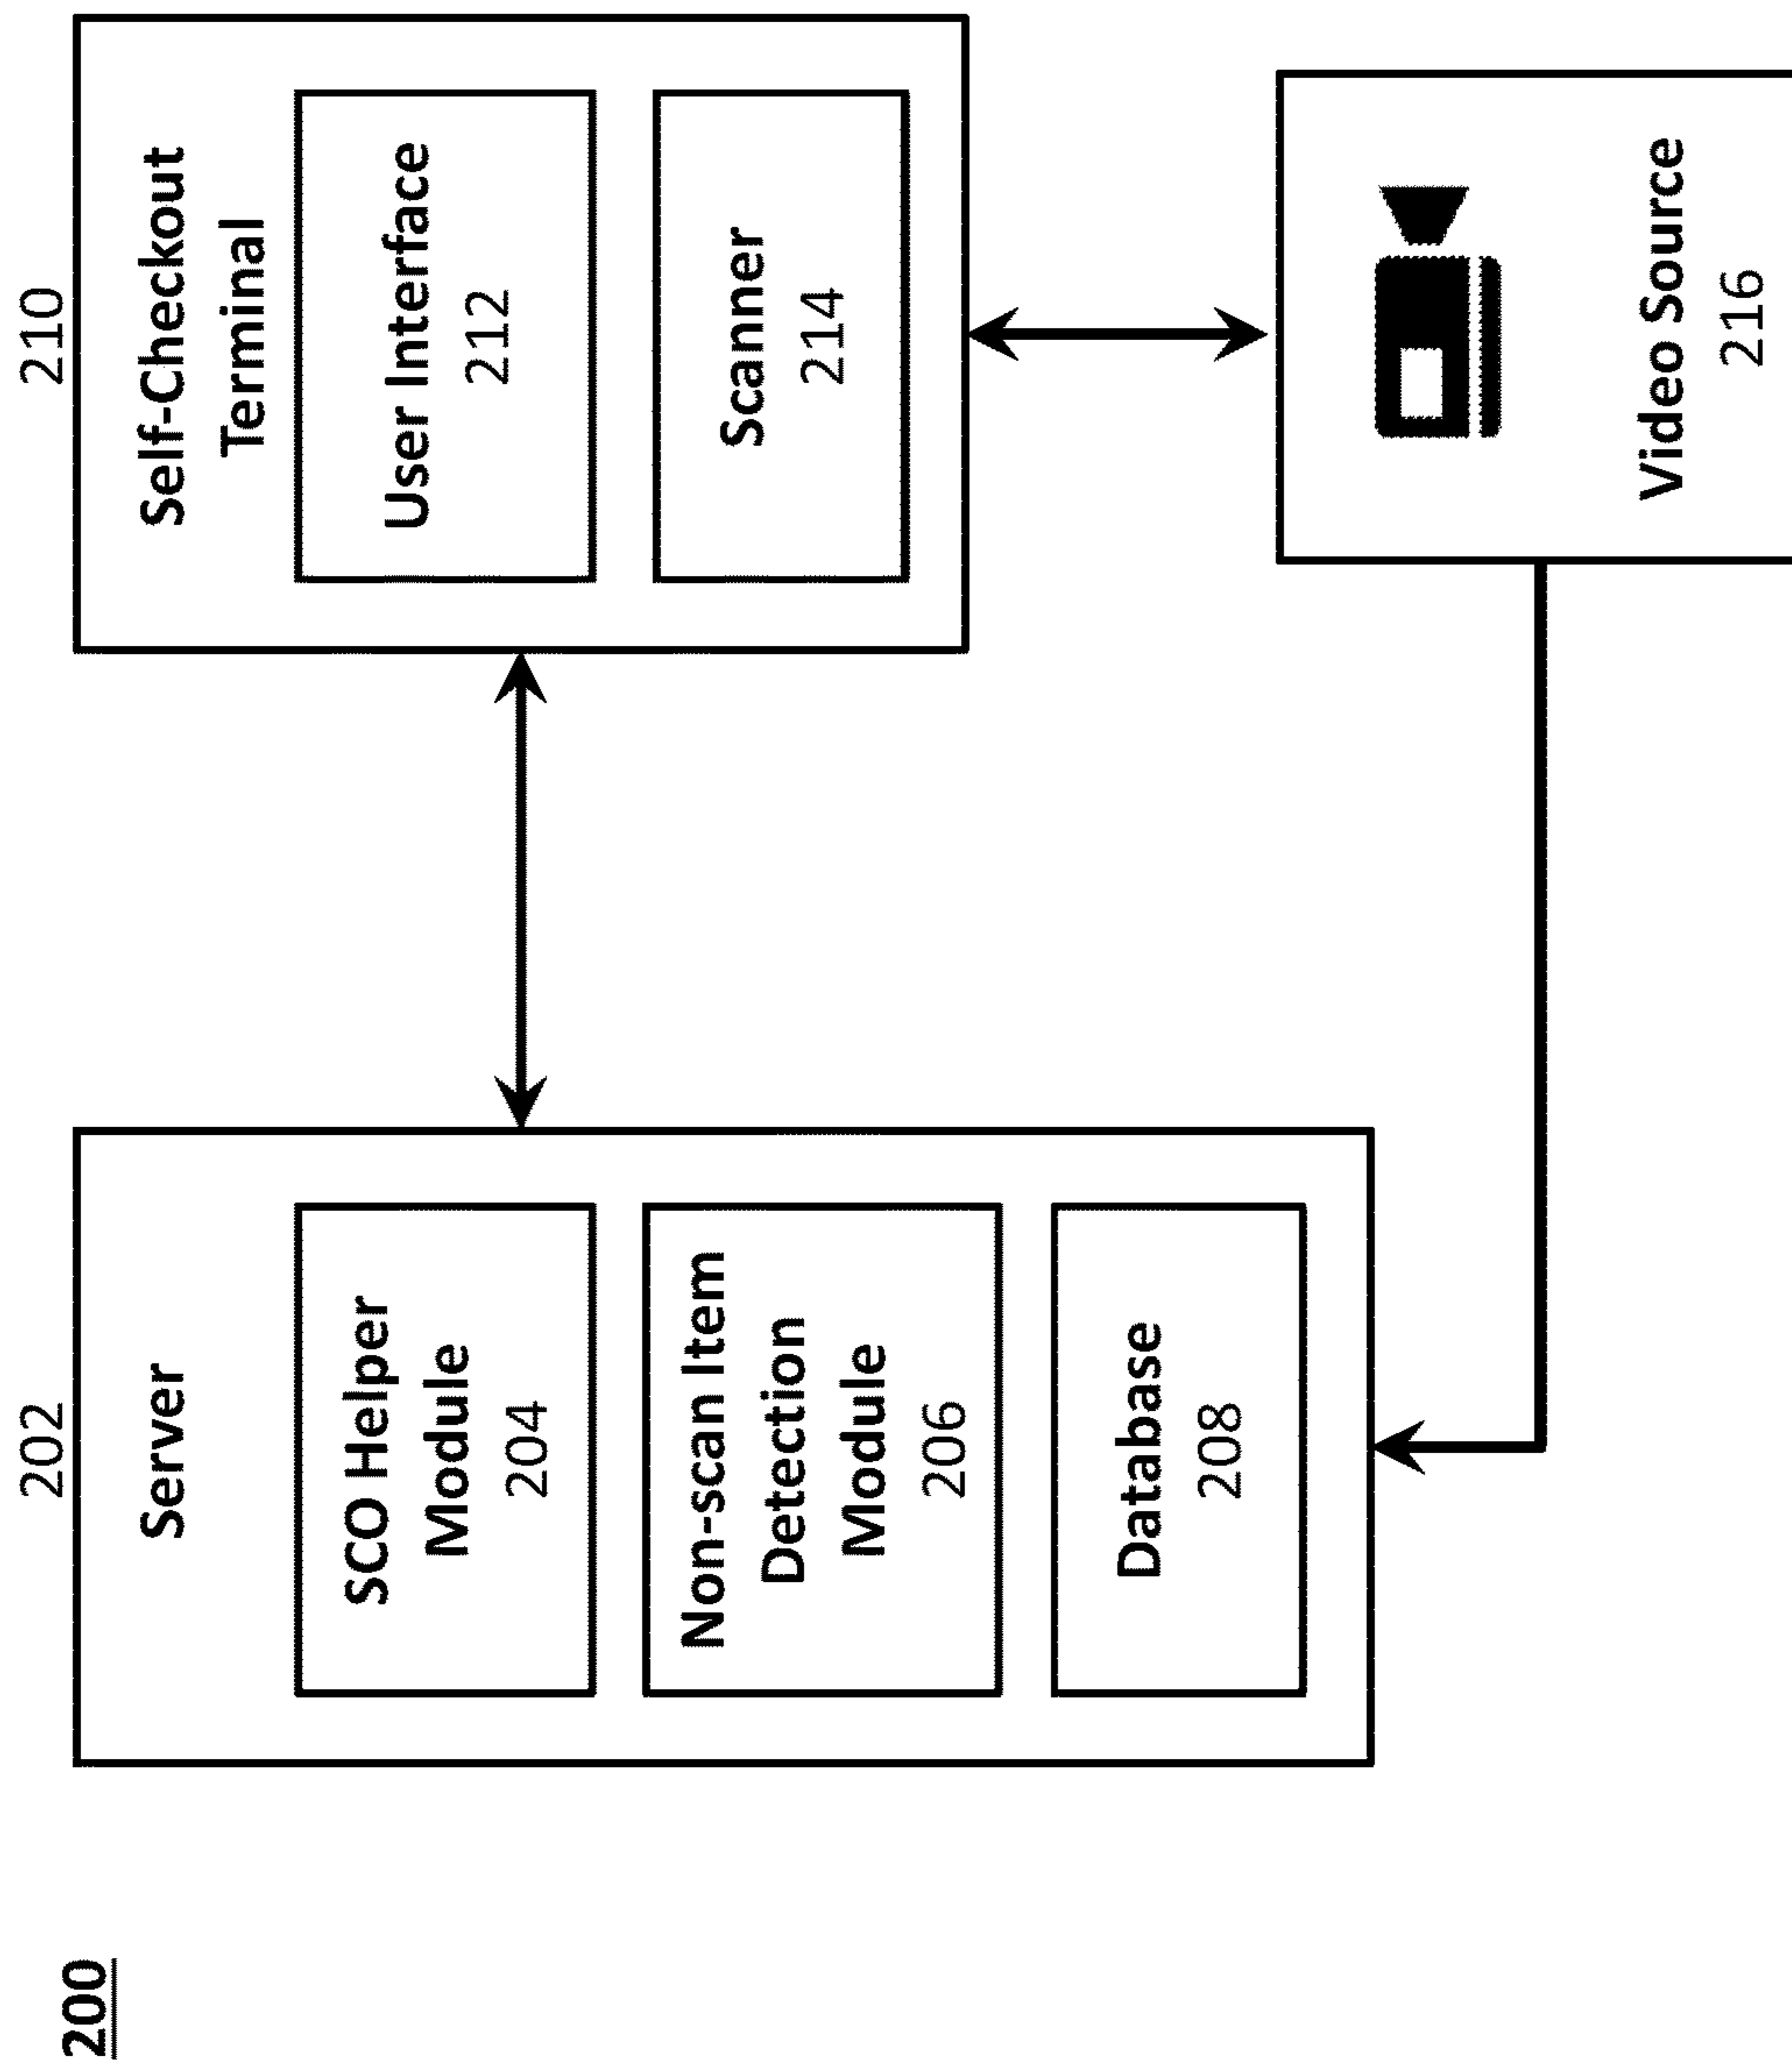 200
202
Server
SCO Helper
Module
204
Non-scan Item
Detection
Module
206
Database
208
210
Self-Checkout
Terminal
User Interface
212
Scanner
214
Video Source
216